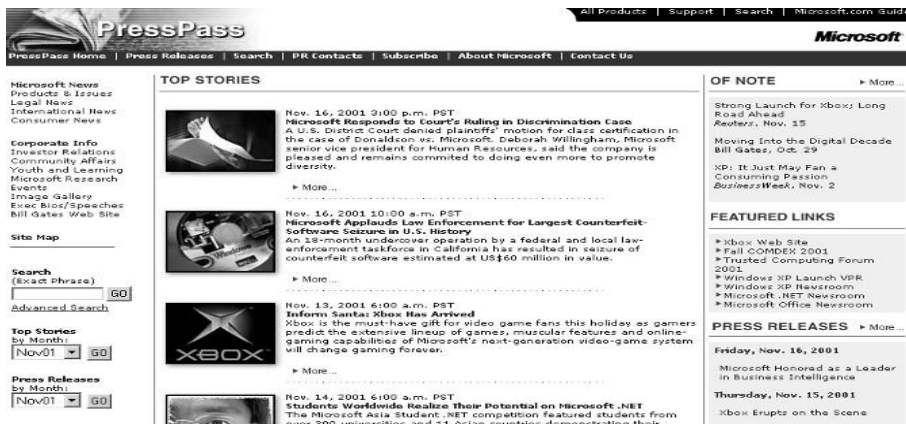 All Products | Support | Search | Microsoft.com Guide
PressPass
Microsoft
PressPass Home | Press Releases | Search | PR Contacts | Subscribe | About Microsoft | Contact Us
Microsoft News
Products & Issues
Legal News
International News
Consumer News
Corporate Info
Investor Relations
Community Affairs
Youth and Learning
Microsoft Research
Events
Image Gallery
Exec Bios/Speeches
Bill Gates Web Site
Site Map
Search
(Exact Phrase)
GO
Advanced Search
Top Stories
by Month:
Nov01 GO
Press Releases
by Month:
Nov01 GO
TOP STORIES
Nov. 16, 2001 3:00 p.m. PST
Microsoft Responds to Court's Ruling in Discrimination Case
A U.S. District Court denied plaintiffs' motion for class certification in
the case of Donaldson vs. Microsoft. Deborah Willingham, Microsoft
senior vice president for Human Resources, said the company is
pleased and remains commited to doing even more to promote
diversity.
More...
Nov. 16, 2001 10:00 a.m. PST
Microsoft Applauds Law Enforcement for Largest Counterfeit-
Software Seizure in U.S. History
An 18-month undercover operation by a federal and local law-
enforcement taskforce in California has resulted in seizure of
counterfeit software estimated at US$60 million in value.
More...
XBOX
Nov. 13, 2001 6:00 a.m. PST
Inform Santa: Xbox Has Arrived
Xbox is the must-have gift for video game fans this holiday as gamers
predict the extensive lineup of games, muscular features and online-
gaming capabilities of Microsoft's next-generation video-game system
will change gaming forever.
More...
Nov. 14, 2001 6:00 a.m. PST
Students Worldwide Realize Their Potential on Microsoft .NET
The Microsoft Asia Student .NET competition featured students from
over 300 universities and 11 Asian countries demonstrating their
OF NOTE More...
Strong Launch for Xbox; Long
Road Ahead
Reuters, Nov. 15
Moving Into the Digital Decade
Bill Gates, Oct. 29
XP: It Just May Fan a
Consuming Passion
BusinessWeek, Nov. 2
FEATURED LINKS
Xbox Web Site
Fall COMDEX 2001
Trusted Computing Forum
2001
Windows XP Launch VPR
Windows XP Newsroom
Microsoft .NET Newsroom
Microsoft Office Newsroom
PRESS RELEASES More...
Friday, Nov. 16, 2001
Microsoft Honored as a Leader
in Business Intelligence
Thursday, Nov. 15, 2001
Xbox Erupts on the Scene